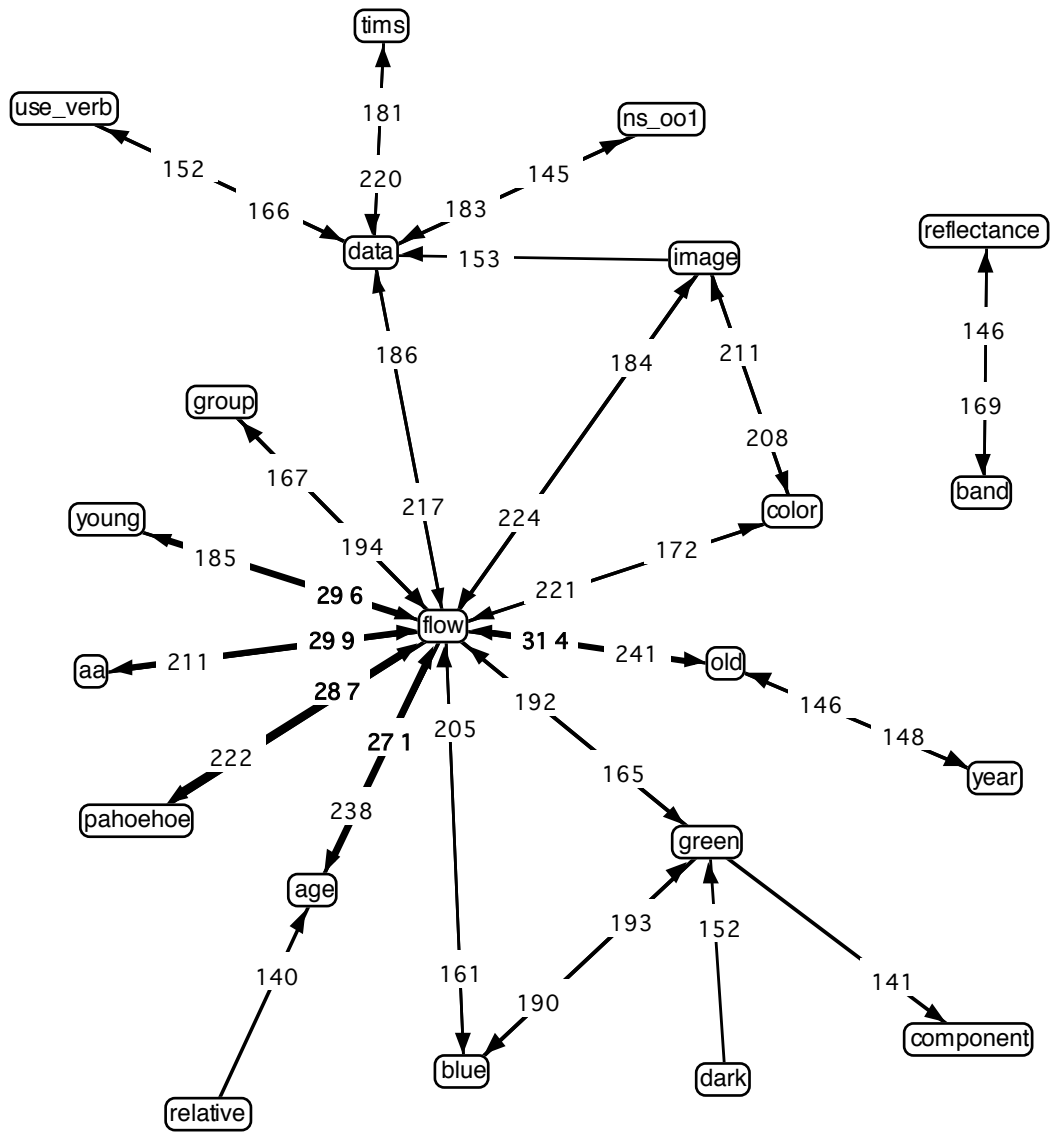 tims
use_verb
181
ns_oo1
152
220
145
166
183
reflectance
data
153
image
146
186
211
184
169
group
208
167
band
young
217
224
color
194
172
185
221
29 6
flow
29 9
31 4
241
old
aa
211
28 7
192
146
205
148
27 1
222
165
year
pahoehoe
238
green
age
193
152
140
161
141
190
component
blue
dark
relative